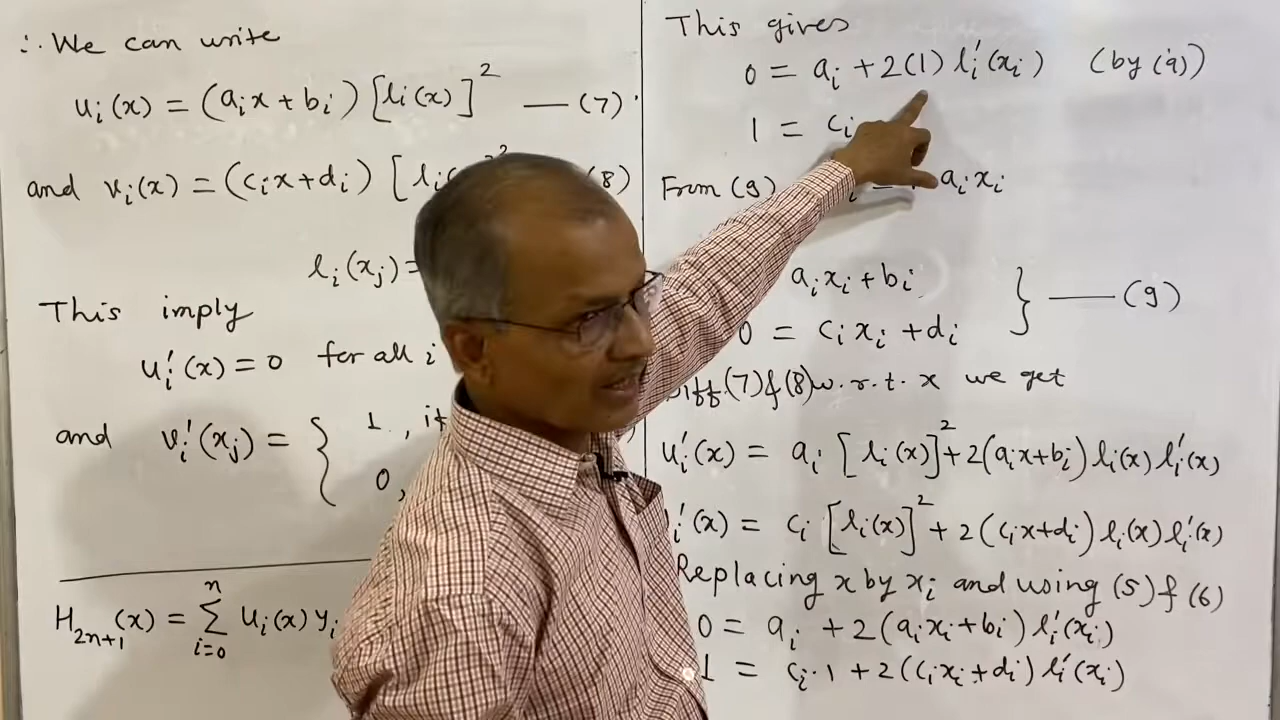 ∴ We can write
uᵢ(x) = (aᵢx + bᵢ) [lᵢ(x)]² — (7)
and vᵢ(x) = (cᵢx + dᵢ) [lᵢ 2 8)
lᵢ(xⱼ) =
This imply
uᵢ'(x) = 0 for all i
and vᵢ'(xⱼ) = { 1, if
0,
H₂ₙ₊₁(x) = Σᵢ₌₀ⁿ uᵢ(x) yᵢ
This gives
0 = aᵢ + 2(1) lᵢ'(xᵢ) (by (9))
1 = cᵢ
From (9) aᵢxᵢ
aᵢxᵢ + bᵢ } — (9)
0 = cᵢxᵢ + dᵢ
Diff (7) & (8) w.r.t. x we get
uᵢ'(x) = aᵢ [lᵢ(x)]² + 2(aᵢx + bᵢ) lᵢ(x) lᵢ'(x)
ᵢ'(x) = cᵢ [lᵢ(x)]² + 2(cᵢx + dᵢ) lᵢ(x) lᵢ'(x)
Replacing x by xᵢ and using (5) & (6)
0 = aᵢ + 2(aᵢxᵢ + bᵢ) lᵢ'(xᵢ)
1 = cᵢ·1 + 2(cᵢxᵢ + dᵢ) lᵢ'(xᵢ)